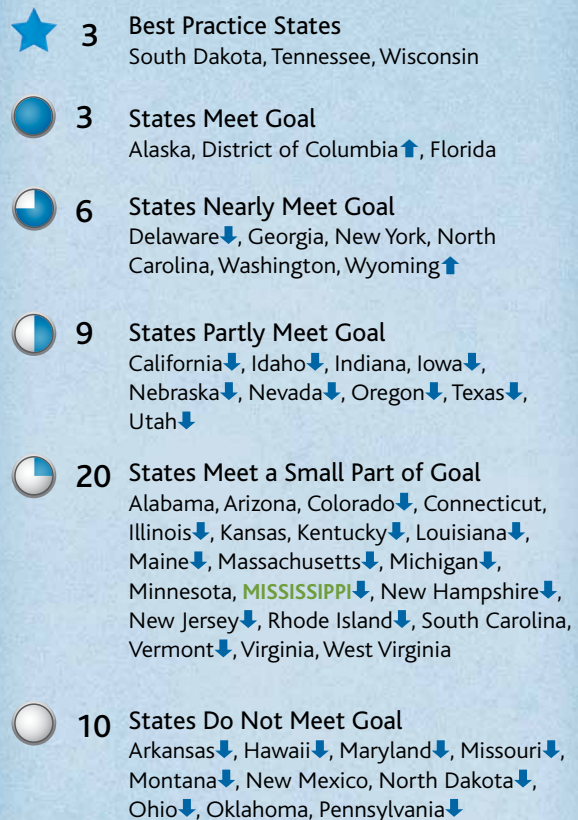 3 Best Practice States
South Dakota, Tennessee, Wisconsin
3 States Meet Goal
Alaska, District of Columbia⬆, Florida
6 States Nearly Meet Goal
Delaware⬇, Georgia, New York, North
Carolina, Washington, Wyoming⬆
9 States Partly Meet Goal
California⬇, Idaho⬇, Indiana, Iowa⬇,
Nebraska⬇, Nevada⬇, Oregon⬇, Texas⬇,
Utah⬇
20 States Meet a Small Part of Goal
Alabama, Arizona, Colorado⬇, Connecticut,
Illinois⬇, Kansas, Kentucky⬇, Louisiana⬇,
Maine⬇, Massachusetts⬇, Michigan⬇,
Minnesota, MISSISSIPPI⬇, New Hampshire⬇,
New Jersey⬇, Rhode Island⬇, South Carolina,
Vermont⬇, Virginia, West Virginia
10 States Do Not Meet Goal
Arkansas⬇, Hawaii⬇, Maryland⬇, Missouri⬇,
Montana⬇, New Mexico, North Dakota⬇,
Ohio⬇, Oklahoma, Pennsylvania⬇